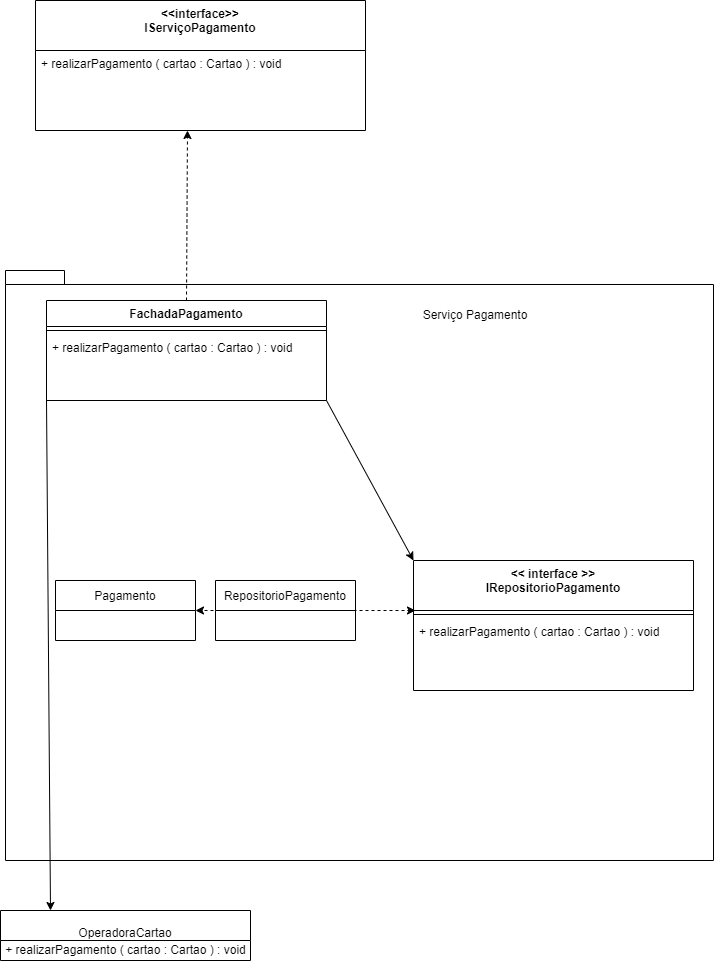 <<interface>>
IServiçoPagamento
+ realizarPagamento ( cartao : Cartao ) : void
FachadaPagamento
Serviço Pagamento
+ realizarPagamento ( cartao : Cartao ) : void
<< interface >>
IRepositorioPagamento
Pagamento
RepositorioPagamento
+ realizarPagamento ( cartao : Cartao ) : void
OperadoraCartao
+ realizarPagamento ( cartao : Cartao ) : void